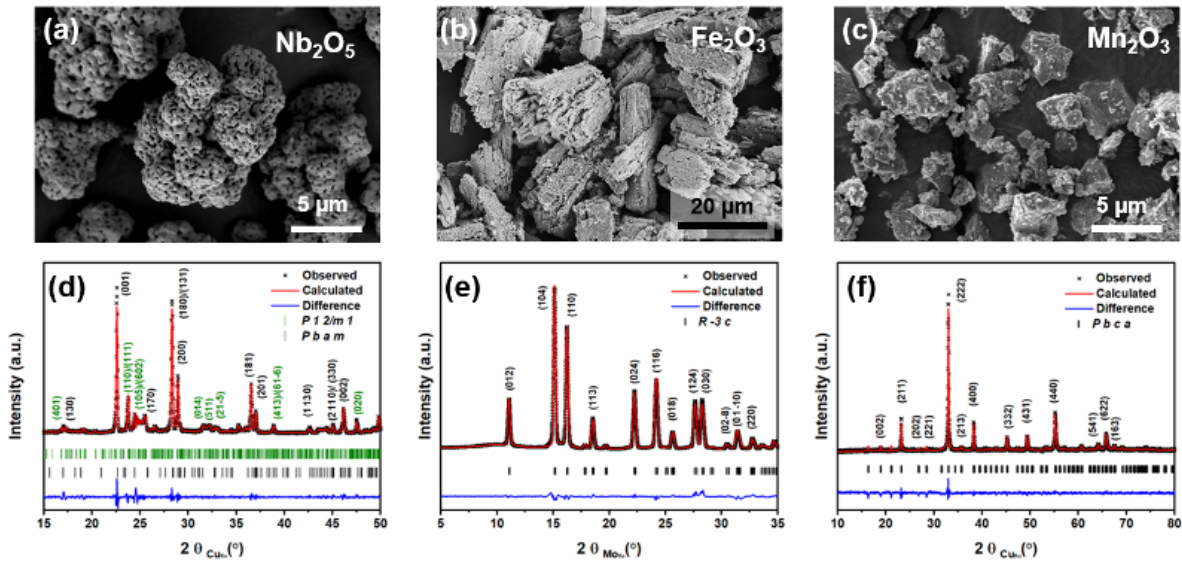 (a)
Nb₂O₅
5 µm
(b)
Fe₂O₃
20 µm
(c)
Mn₂O₃
5 µm
(d)
Observed
Calculated
Difference
P 1 2/m 1
P b a m
(401)
(130)
(001)
(110)/(111)
(105)/(602)
(170)
(180)/(131)
(200)
(014)
(511)
(21-5)
(181)
(201)
(413)/(61-6)
(1130)
(2110)/ (330)
(002)
(020)
Intensity (a.u.)
15 20 25 30 35 40 45 50
2 θ CuKα(°)
(e)
Observed
Calculated
Difference
R -3 c
(012)
(104)
(110)
(113)
(024)
(116)
(018)
(124)
(030)
(02-8)
(0 1 -10)
(220)
Intensity (a.u.)
5 10 15 20 25 30 35
2 θ MoKα(°)
(f)
Observed
Calculated
Difference
P b c a
(002)
(211)
(202)
(221)
(222)
(213)
(400)
(332)
(431)
(440)
(541)
(622)
(163)
Intensity (a.u.)
10 20 30 40 50 60 70 80
2 θ CuKα(°)